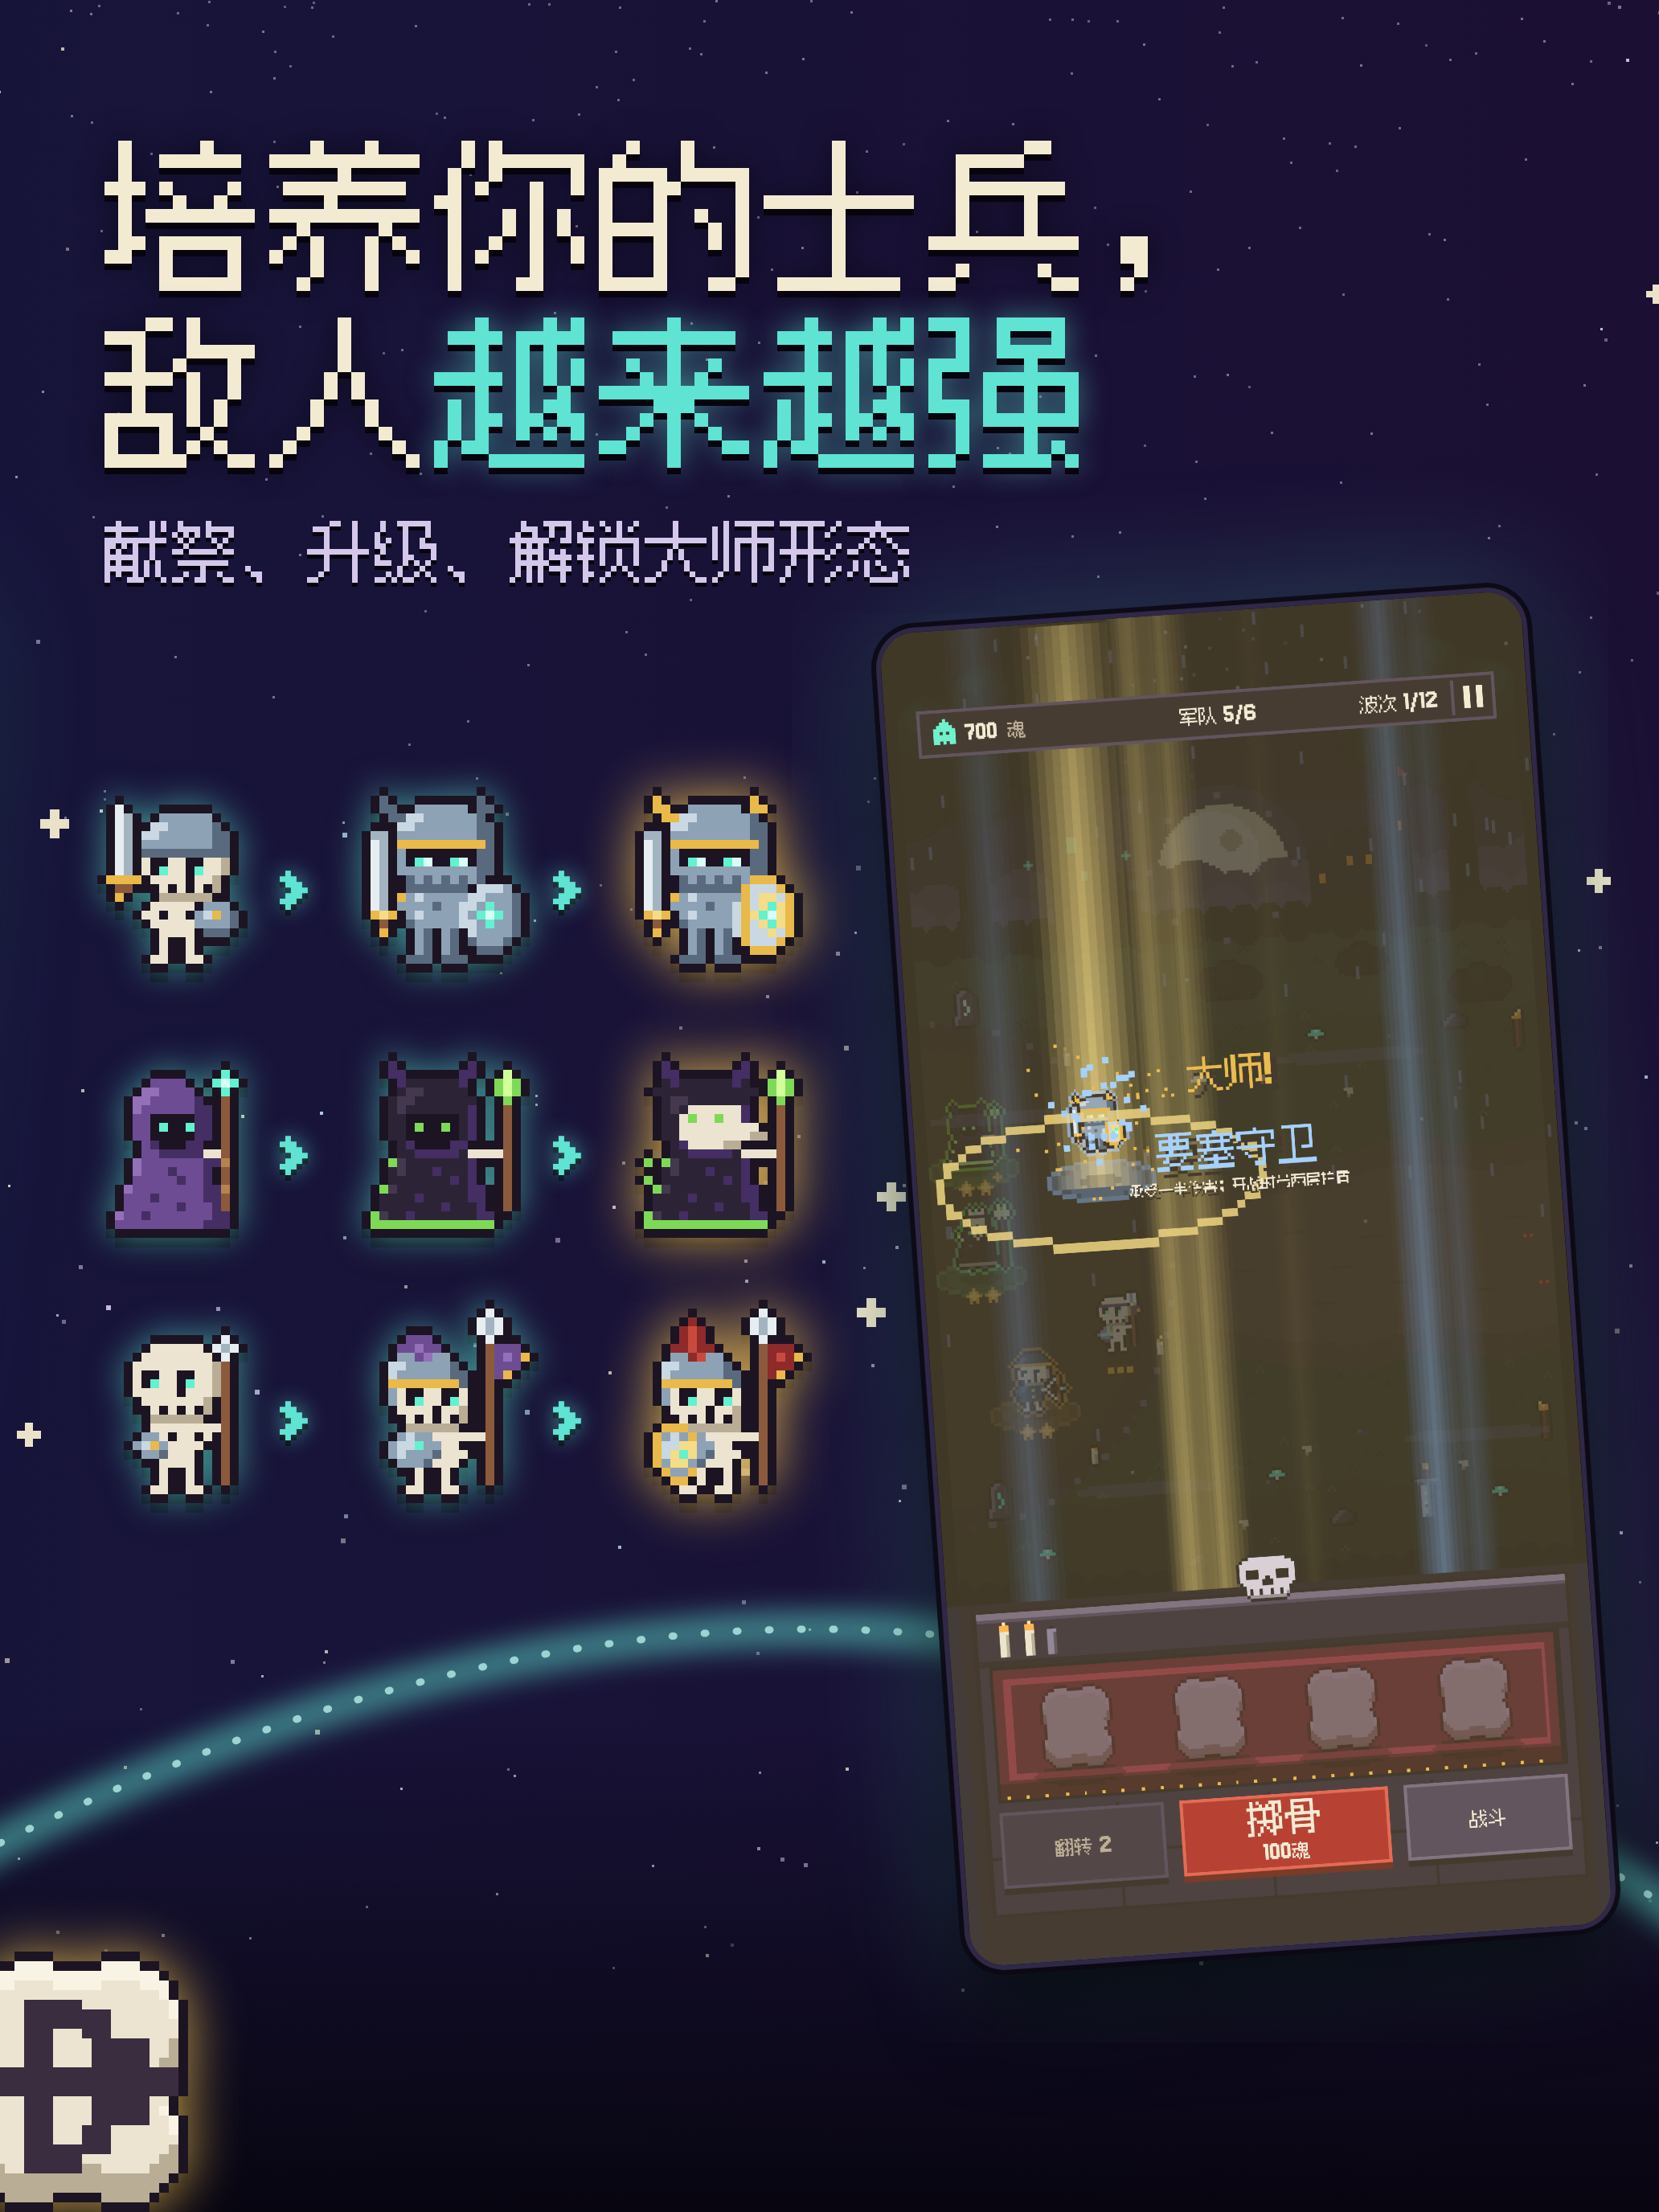 培养你的士兵，
敌人越来越强
献祭、升级、解锁大师形态
700 魂
军队 5/6
波次 1/12
大师!
要塞守卫
翻转 2
掷骨
100魂
战斗